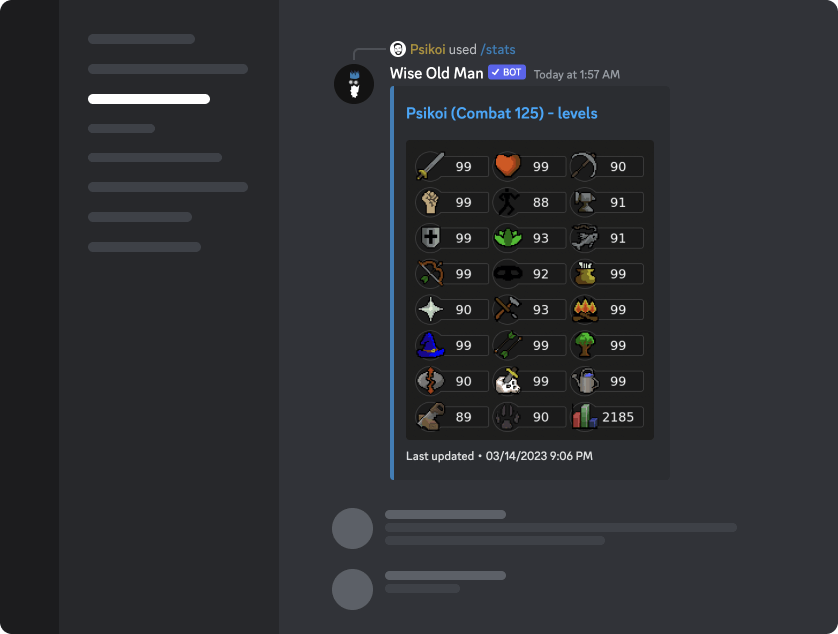 Psikoi used /stats
Wise Old Man ✓ BOT Today at 1:57 AM
Psikoi (Combat 125) - levels
99 99 90
99 88 91
99 93 91
99 92 99
90 93 99
99 99 99
90 99 99
89 90 2185
Last updated • 03/14/2023 9:06 PM